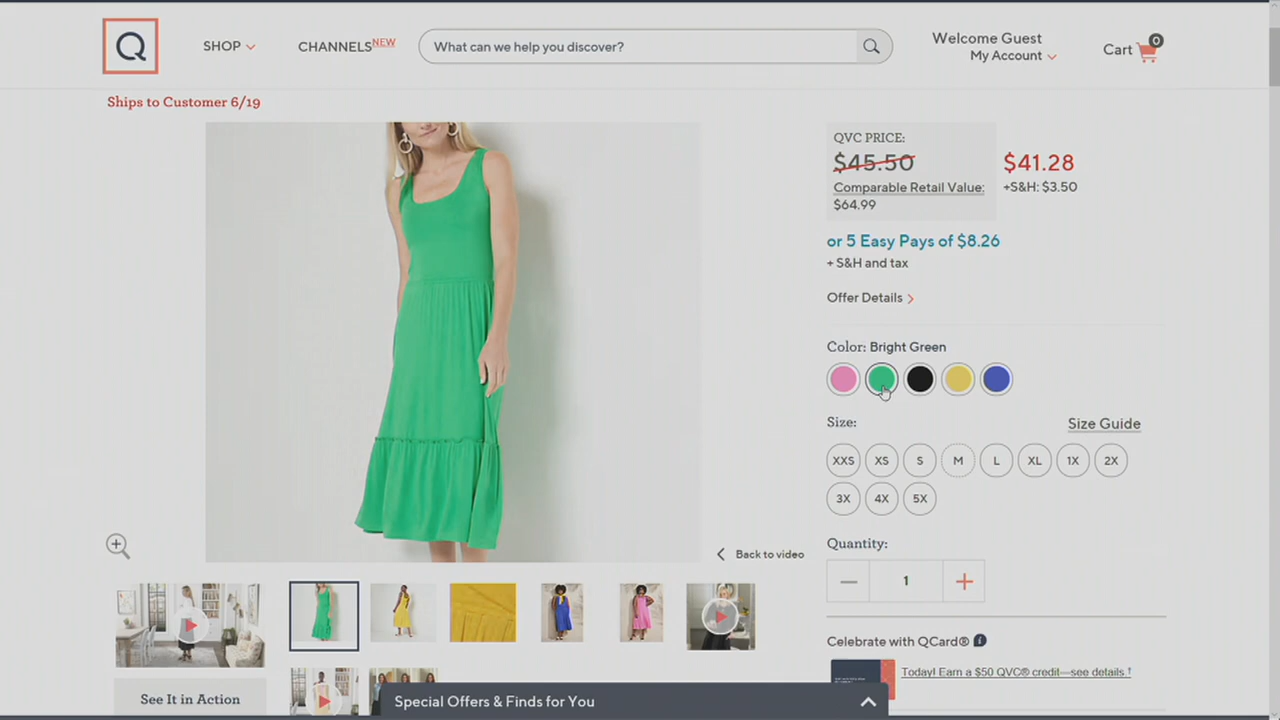 Q
SHOP
CHANNELS NEW
What can we help you discover?
Welcome Guest
My Account
Cart
0
Ships to Customer 6/19
QVC PRICE:
$45.50
$41.28
Comparable Retail Value:
$64.99
+S&H: $3.50
or 5 Easy Pays of $8.26
+ S&H and tax
Offer Details
Color: Bright Green
Size:
Size Guide
XXS XS S M L XL 1X 2X
3X 4X 5X
Back to video
Quantity:
1
Celebrate with QCard®
Today! Earn a $50 QVC® credit—see details.†
See It in Action
Special Offers & Finds for You